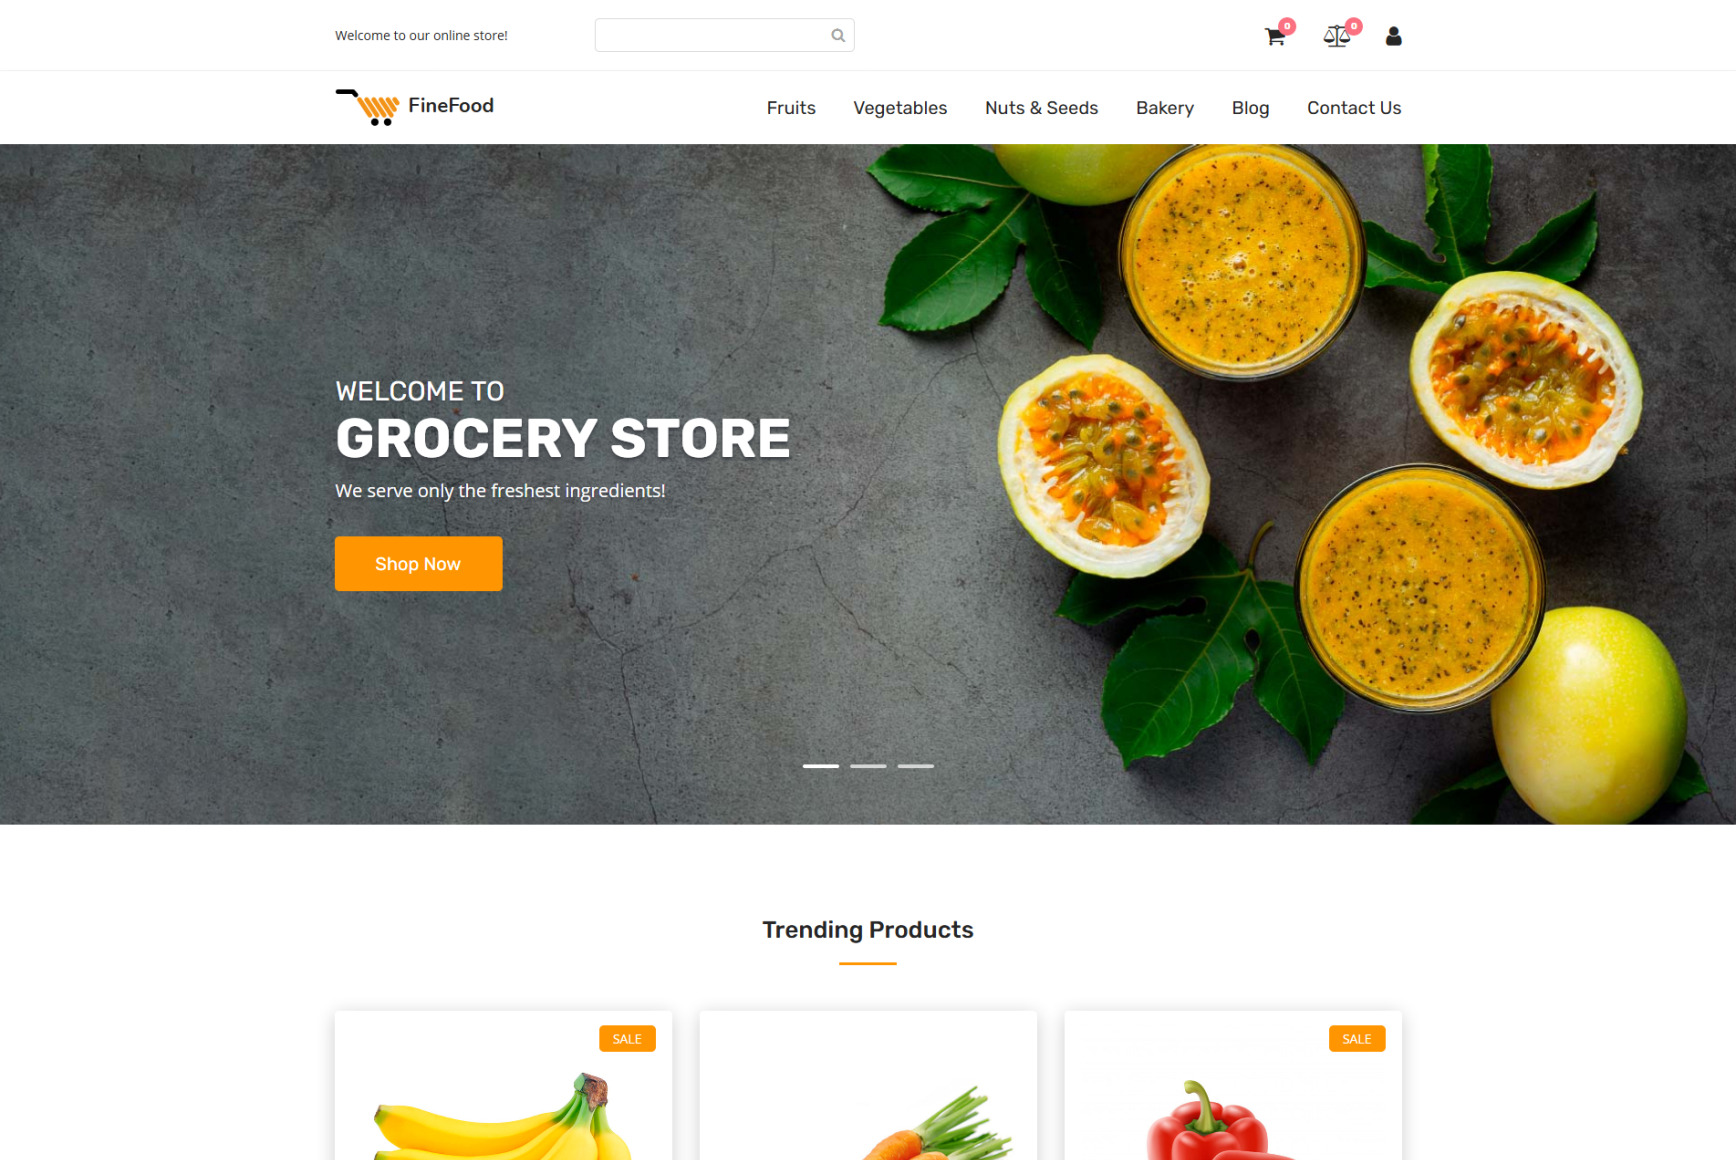 Welcome to our online store!
0
0
FineFood
Fruits
Vegetables
Nuts & Seeds
Bakery
Blog
Contact Us
WELCOME TO
GROCERY STORE
We serve only the freshest ingredients!
Shop Now
Trending Products
SALE
SALE